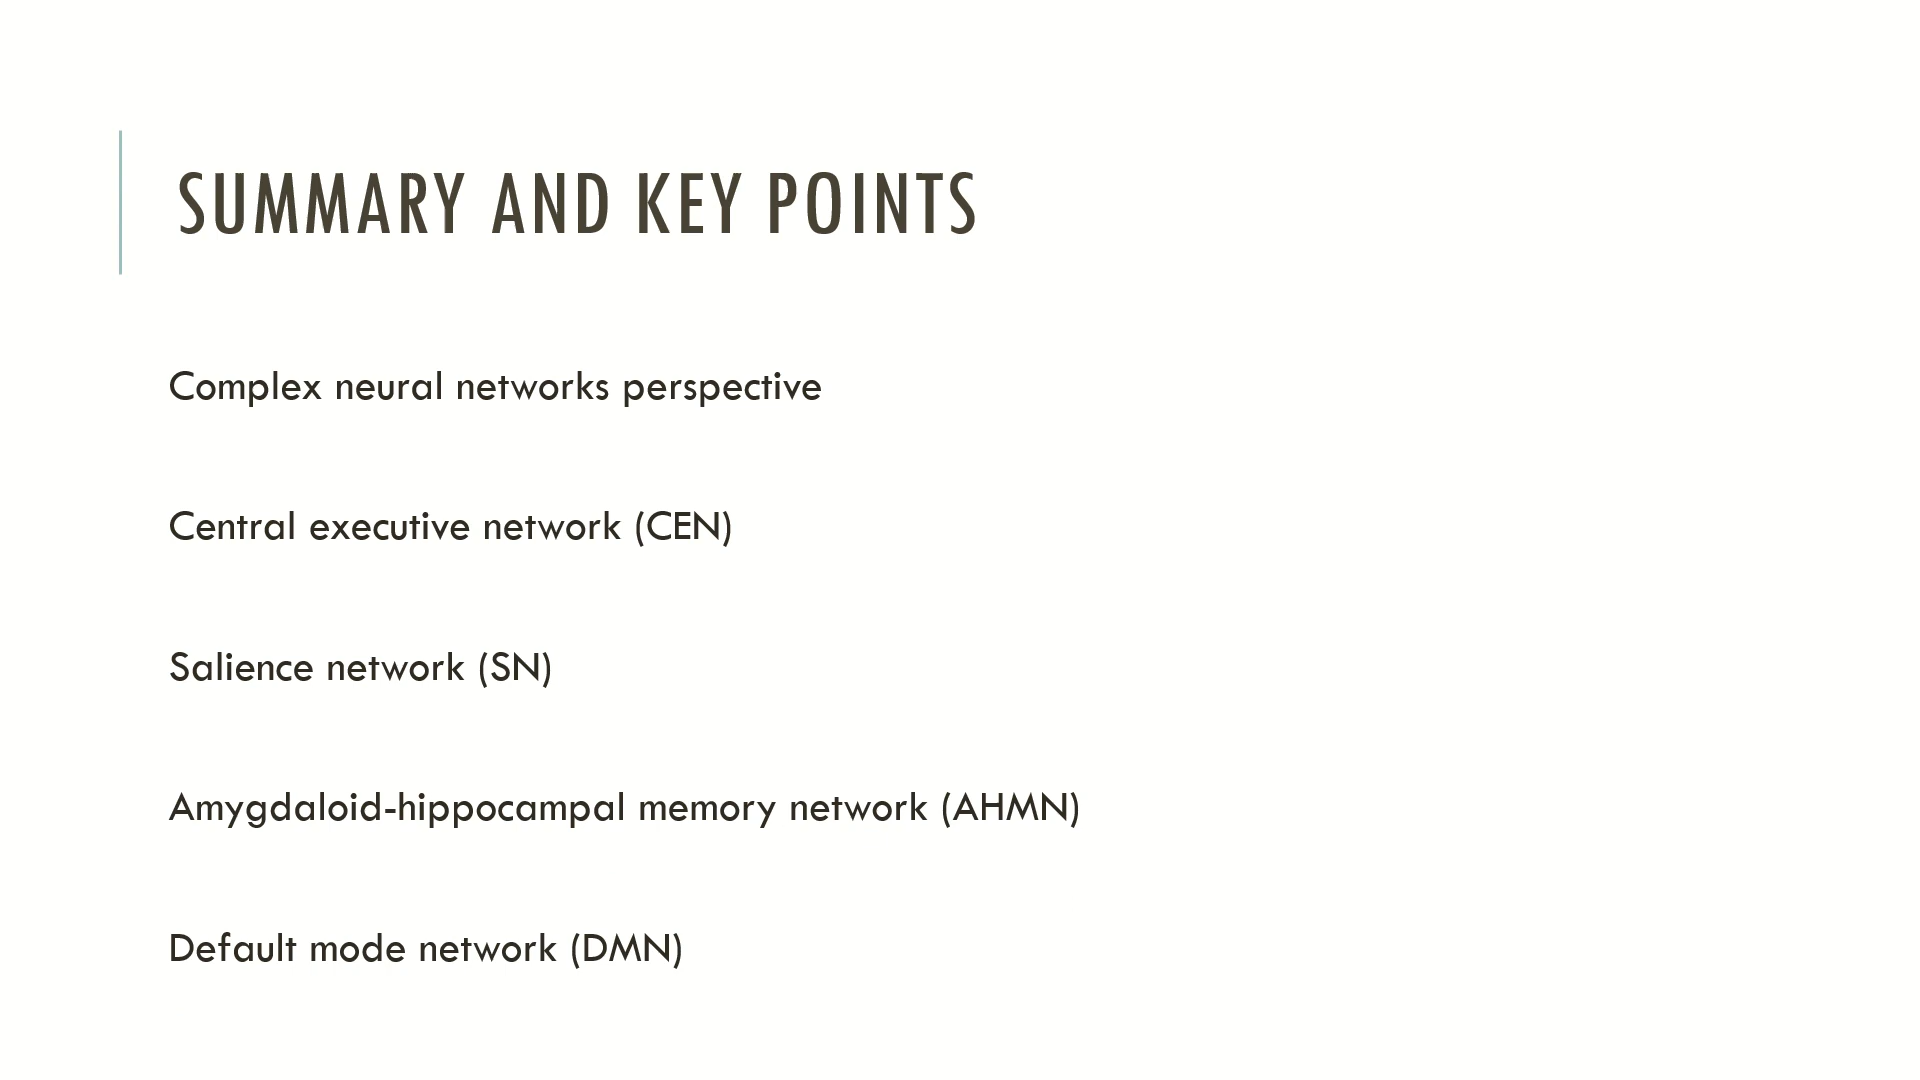 SUMMARY AND KEY POINTS
Complex neural networks perspective
Central executive network (CEN)
Salience network (SN)
Amygdaloid-hippocampal memory network (AHMN)
Default mode network (DMN)